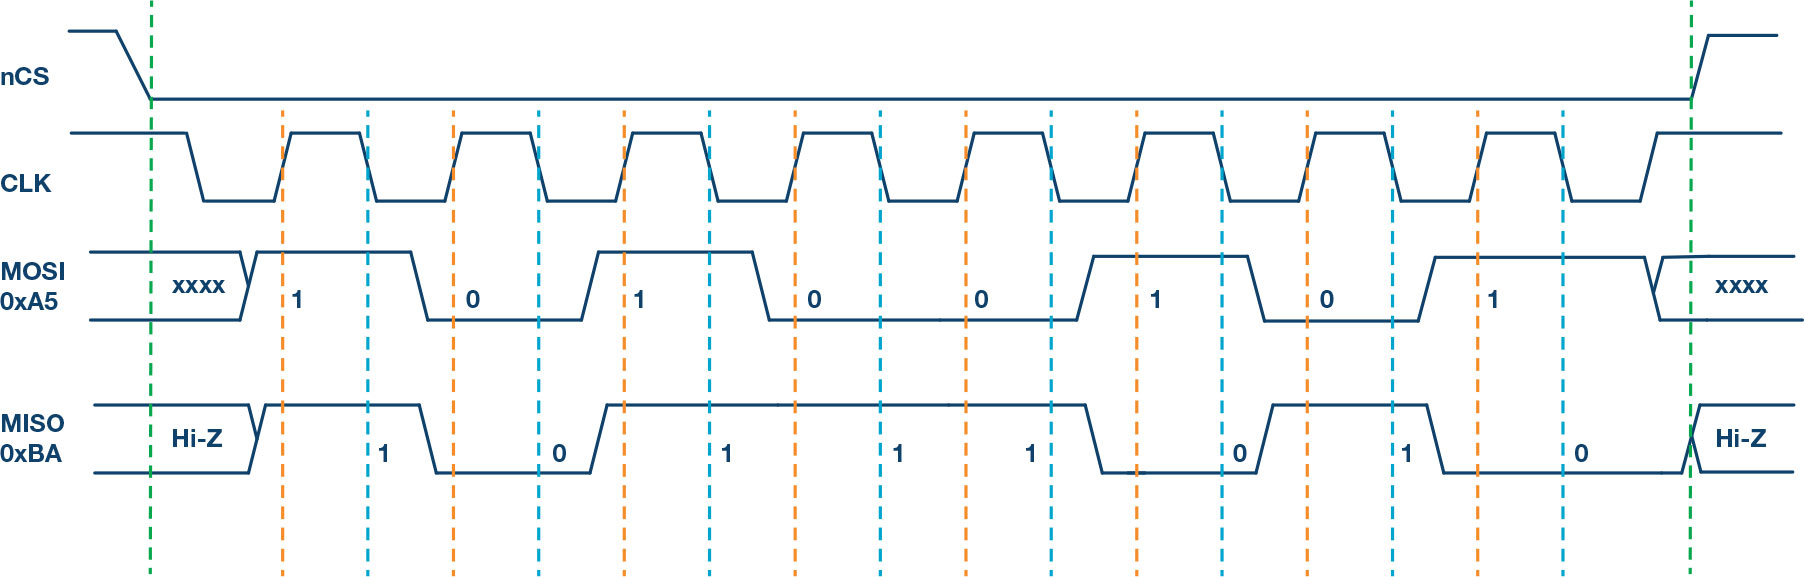 nCS
CLK
MOSI
0xA5
xxxx
1 0 1 0 0 1 0 1
xxxx
MISO
0xBA
Hi-Z
1 0 1 1 1 0 1 0
Hi-Z